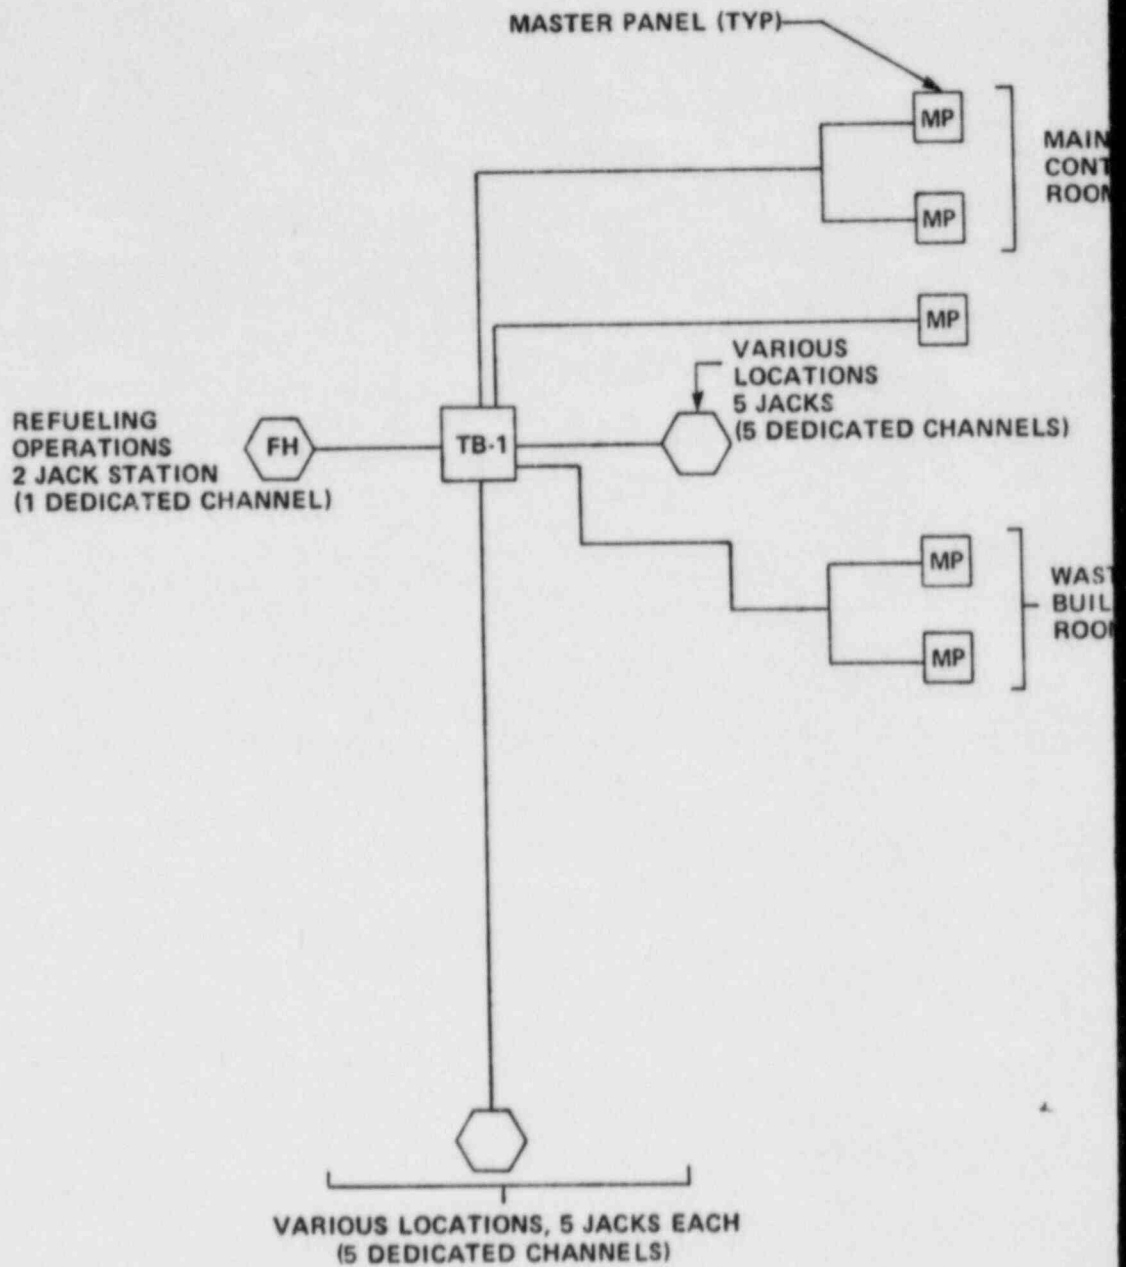 MASTER PANEL (TYP)
MP
MAIN
MP
MP
VARIOUS
LOCATIONS
5 JACKS
(5 DEDICATED CHANNELS)
REFUELING
OPERATIONS
2 JACK STATION
(1 DEDICATED CHANNEL)
FH
TB-1
MP
MP
VARIOUS LOCATIONS, 5 JACKS EACH
(5 DEDICATED CHANNELS)